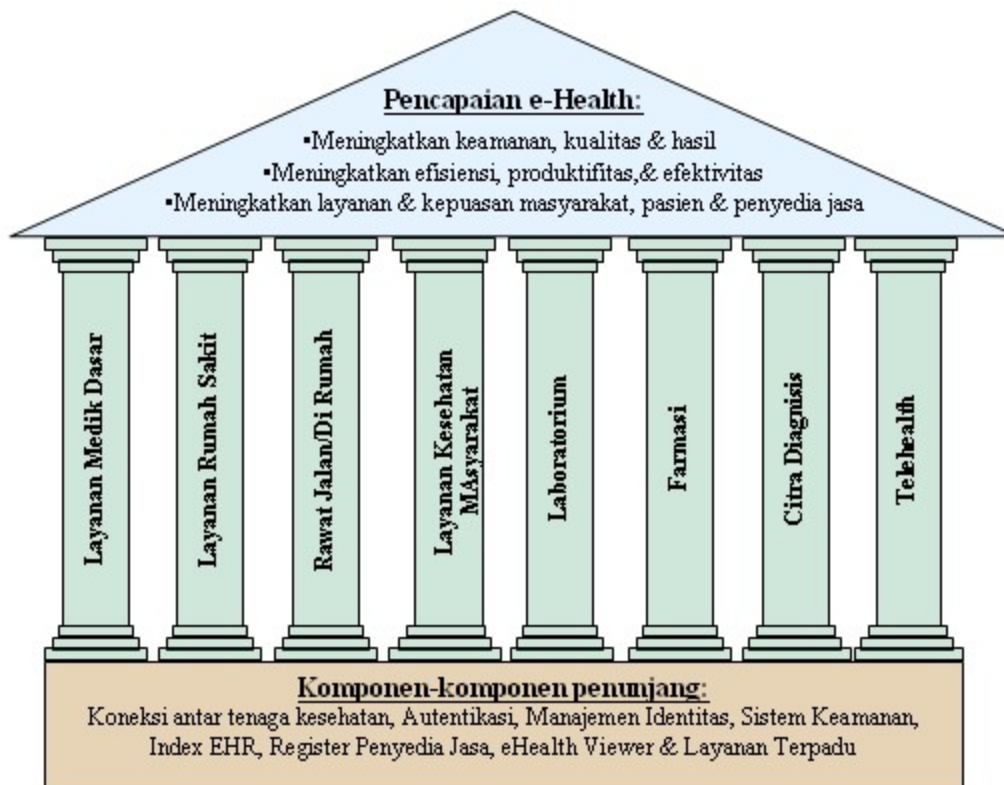 Pencapaian e-Health:
▪Meningkatkan keamanan, kualitas & hasil
▪Meningkatkan efisiensi, produktifitas,& efektivitas
▪Meningkatkan layanan & kepuasan masyarakat, pasien & penyedia jasa
Layanan Medik Dasar
Layanan Rumah Sakit
Rawat Jalan/Di Rumah
Layanan Kesehatan
MAsyarakat
Laboratorium
Farmasi
Citra Diagnisis
Telehealth
Komponen-komponen penunjang:
Koneksi antar tenaga kesehatan, Autentikasi, Manajemen Identitas, Sistem Keamanan,
Index EHR, Register Penyedia Jasa, eHealth Viewer & Layanan Terpadu